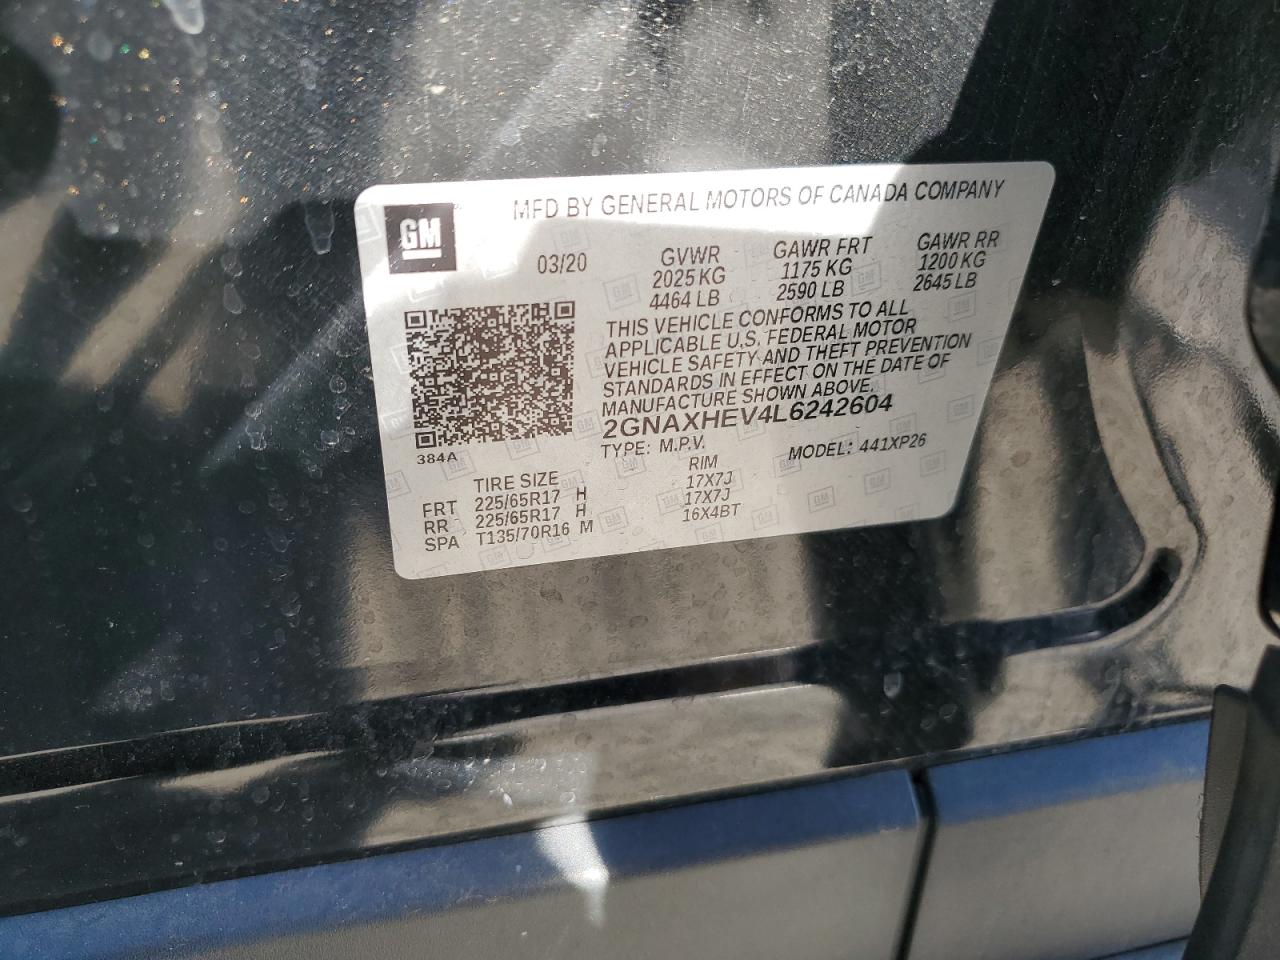 GM
MFD BY GENERAL MOTORS OF CANADA COMPANY
03/20 GVWR GAWR FRT GAWR RR
2025 KG 1175 KG 1200 KG
4464 LB 2590 LB 2645 LB
THIS VEHICLE CONFORMS TO ALL
APPLICABLE U.S. FEDERAL MOTOR
VEHICLE SAFETY AND THEFT PREVENTION
STANDARDS IN EFFECT ON THE DATE OF
MANUFACTURE SHOWN ABOVE.
2GNAXHEV4L6242604
384A
TYPE: M.P.V. MODEL: 441XP26
TIRE SIZE RIM
FRT 225/65R17 H 17X7J
RR 225/65R17 H 17X7J
SPA T135/70R16 M 16X4BT